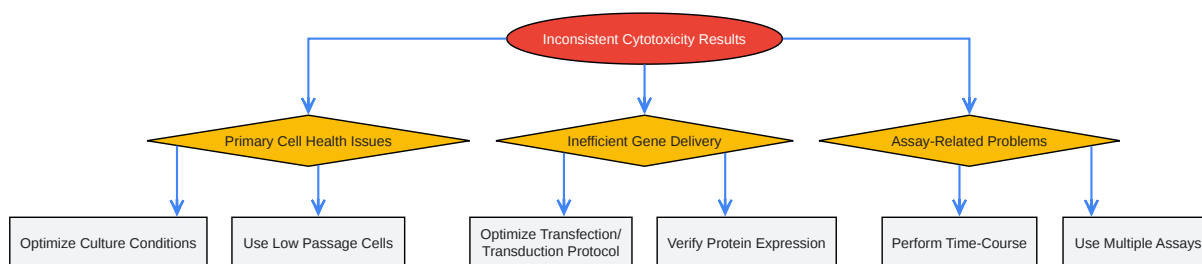 Inconsistent Cytotoxicity Results
Primary Cell Health Issues
Inefficient Gene Delivery
Assay-Related Problems
Optimize Culture Conditions
Use Low Passage Cells
Optimize Transfection/
Transduction Protocol
Verify Protein Expression
Perform Time-Course
Use Multiple Assays